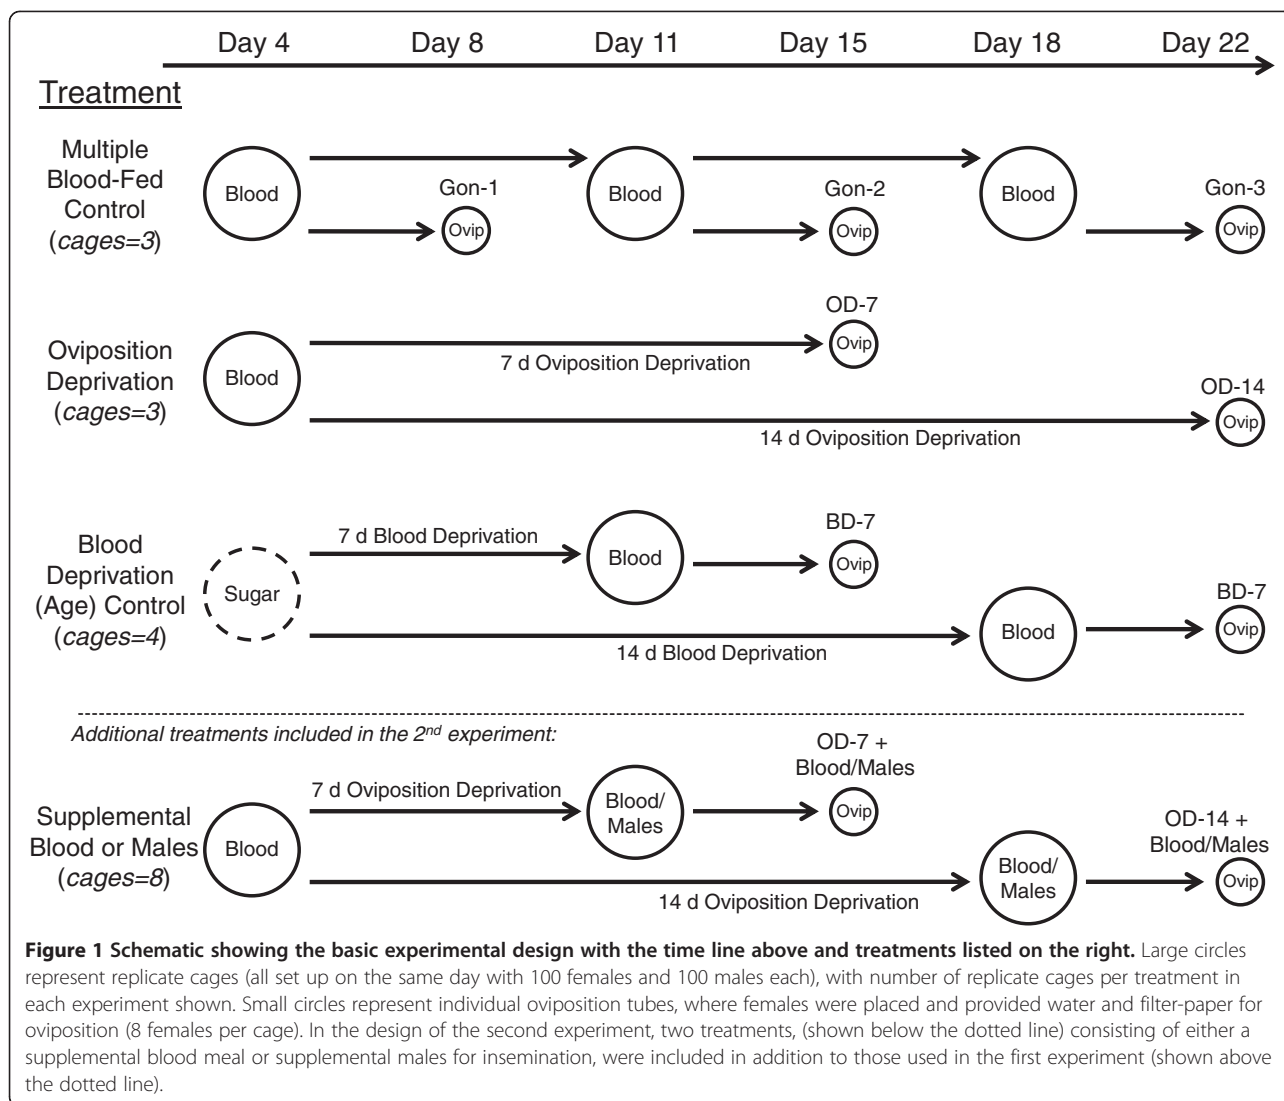 Day 4 Day 8 Day 11 Day 15 Day 18 Day 22
Treatment
Multiple
Blood-Fed
Control
(cages=3)
Blood
Gon-1
Ovip
Blood
Gon-2
Ovip
Blood
Gon-3
Ovip
Oviposition
Deprivation
(cages=3)
Blood
7 d Oviposition Deprivation
OD-7
Ovip
14 d Oviposition Deprivation
OD-14
Ovip
Blood
Deprivation
(Age) Control
(cages=4)
Sugar
7 d Blood Deprivation
Blood
BD-7
Ovip
14 d Blood Deprivation
Blood
BD-7
Ovip
Additional treatments included in the 2nd experiment:
Supplemental
Blood or Males
(cages=8)
Blood
7 d Oviposition Deprivation
Blood/
Males
OD-7 +
Blood/Males
Ovip
14 d Oviposition Deprivation
Blood/
Males
OD-14 +
Blood/Males
Ovip
Figure 1 Schematic showing the basic experimental design with the time line above and treatments listed on the right. Large circles
represent replicate cages (all set up on the same day with 100 females and 100 males each), with number of replicate cages per treatment in
each experiment shown. Small circles represent individual oviposition tubes, where females were placed and provided water and filter-paper for
oviposition (8 females per cage). In the design of the second experiment, two treatments, (shown below the dotted line) consisting of either a
supplemental blood meal or supplemental males for insemination, were included in addition to those used in the first experiment (shown above
the dotted line).